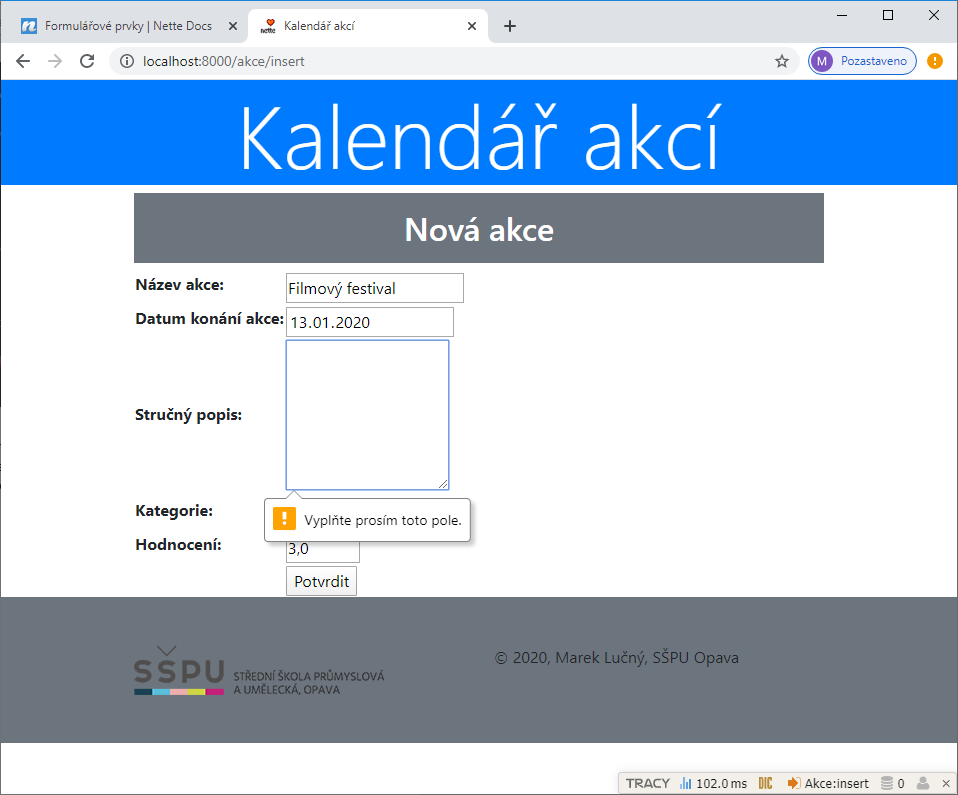 Formulářové prvky | Nette Docs
nette
Kalendář akcí
localhost:8000/akce/insert
M
Pozastaveno
Kalendář akcí
Nová akce
Název akce:
Filmový festival
Datum konání akce:
13.01.2020
Stručný popis:
Kategorie:
Vyplňte prosím toto pole.
Hodnocení:
3,0
Potvrdit
SŠPU
STŘEDNÍ ŠKOLA PRŮMYSLOVÁ
A UMĚLECKÁ, OPAVA
© 2020, Marek Lučný, SŠPU Opava
TRACY 102.0 ms DIC Akce:insert 0